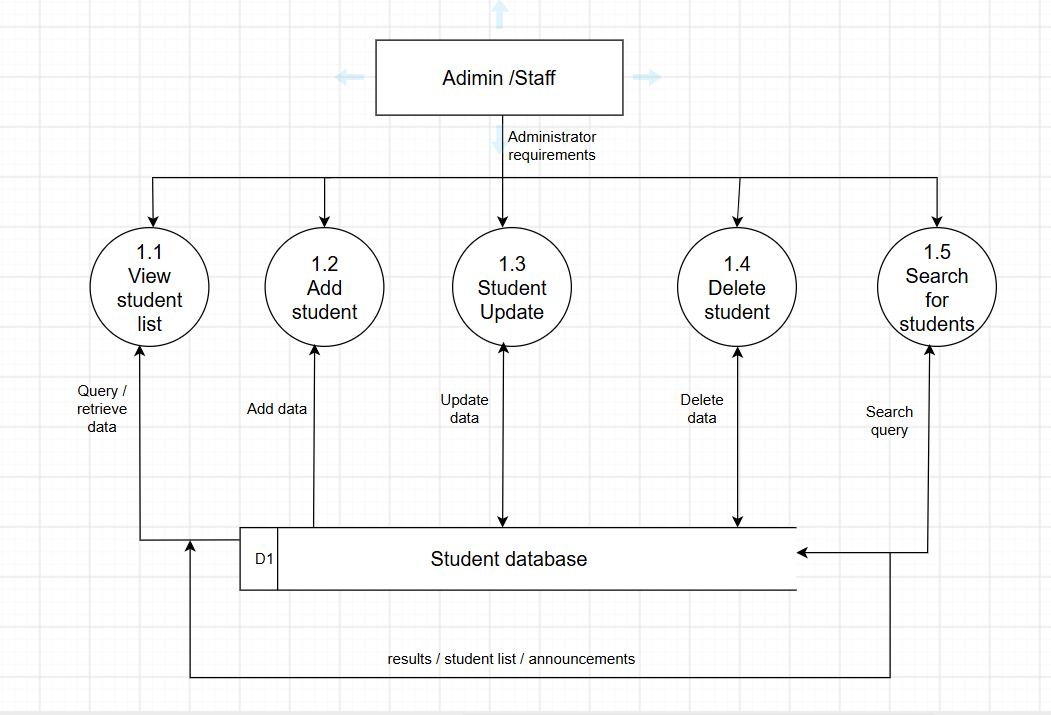 Adimin /Staff
Administrator
requirements
1.1
View
student
list
1.2
Add
student
1.3
Student
Update
1.4
Delete
student
1.5
Search
for
students
Query /
retrieve
data
Add data
Update
data
Delete
data
Search
query
D1
Student database
results / student list / announcements